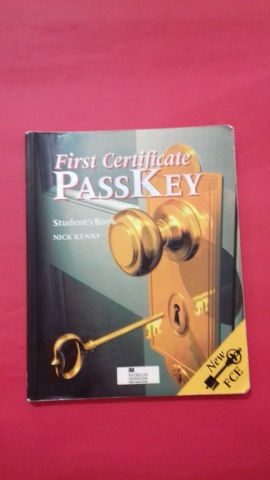 First Certificate
PASSKEY
Student's Book
NICK KENNY
New
FCE